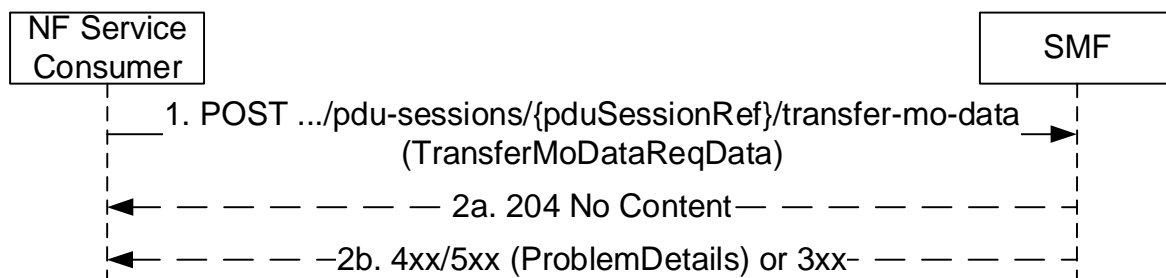 NF Service
Consumer
SMF
1. POST .../pdu-sessions/{pduSessionRef}/transfer-mo-data
(TransferMoDataReqData)
2a. 204 No Content
2b. 4xx/5xx (ProblemDetails) or 3xx